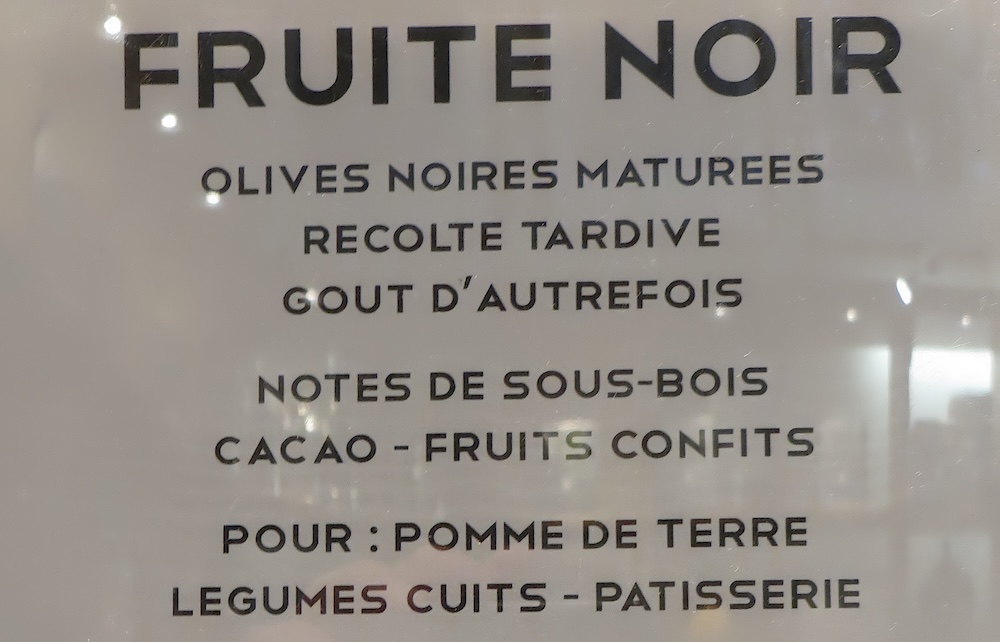 FRUITE NOIR
OLIVES NOIRES MATUREES
RECOLTE TARDIVE
GOUT D'AUTREFOIS
NOTES DE SOUS-BOIS
CACAO - FRUITS CONFITS
POUR : POMME DE TERRE
LEGUMES CUITS - PATISSERIE